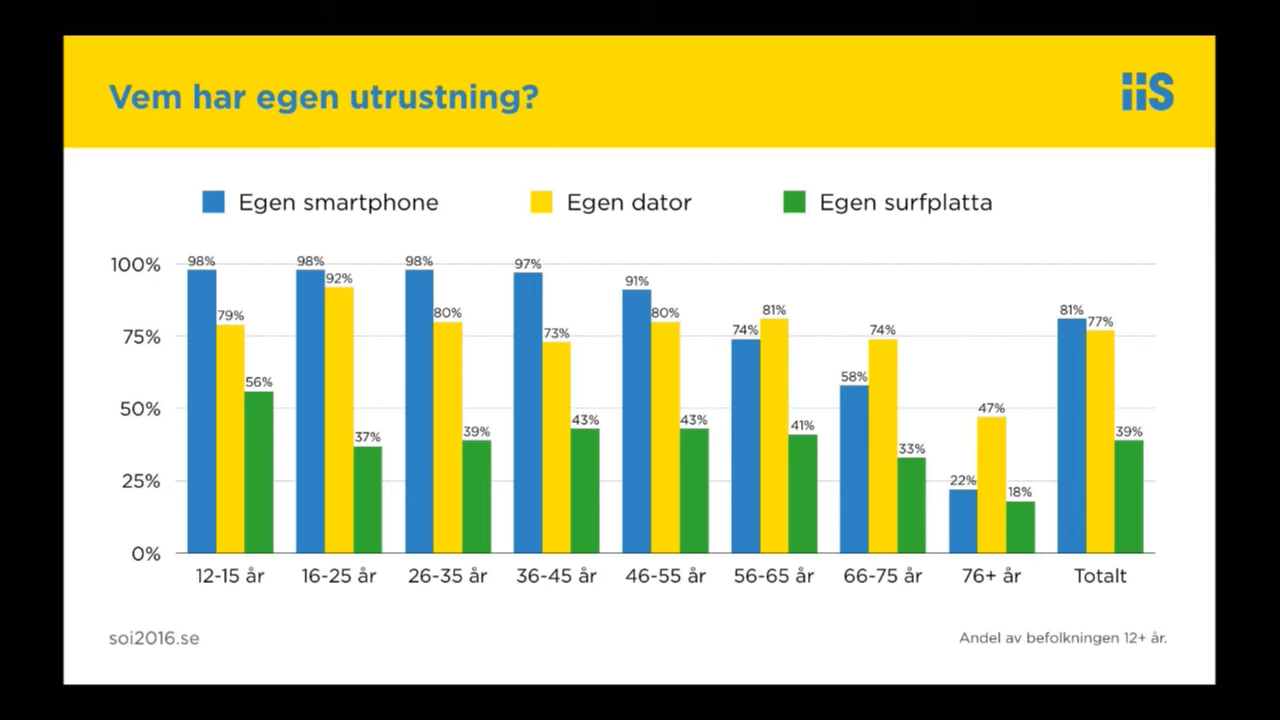 Vem har egen utrustning?
iis
Egen smartphone Egen dator Egen surfplatta
100%
75%
50%
25%
0%
98% 79% 56%
98% 92% 37%
98% 80% 39%
97% 73% 43%
91% 80% 43%
74% 81% 41%
58% 74% 33%
22% 47% 18%
81% 77% 39%
12-15 år 16-25 år 26-35 år 36-45 år 46-55 år 56-65 år 66-75 år 76+ år Totalt
soi2016.se
Andel av befolkningen 12+ år.